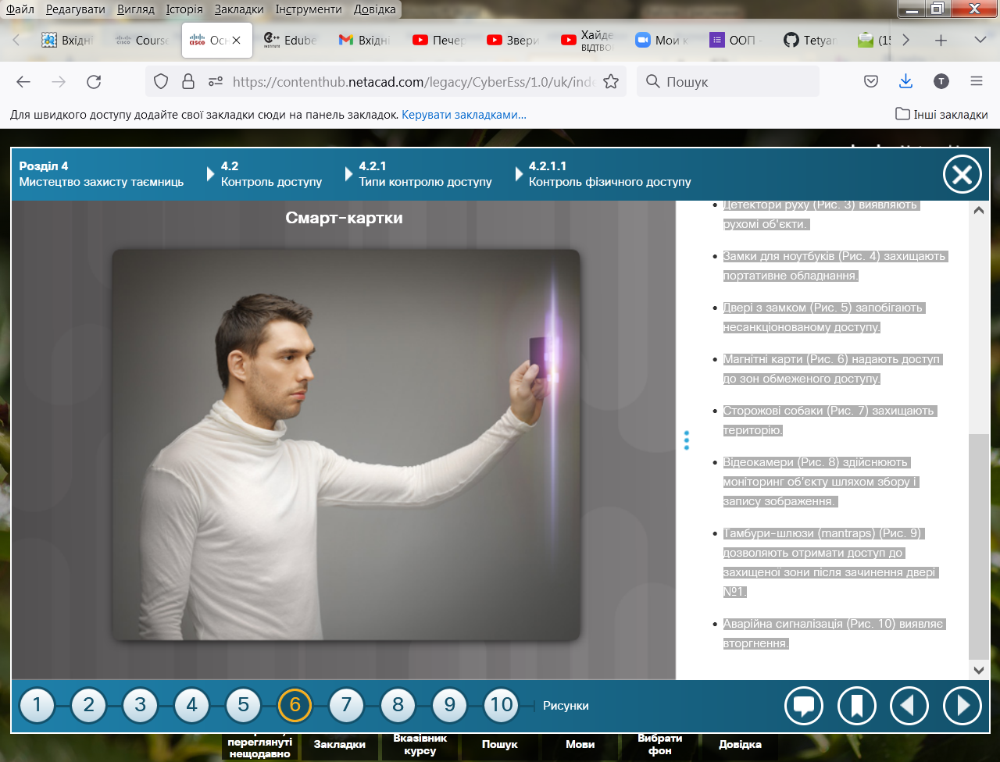 Файл Редагувати Вигляд Історія Закладки Інструменти Довідка
Вхідні Course Осн Edube Вхідні Печер Звери Хайде Мои к ООП - Tetyan (15
https://contenthub.netacad.com/legacy/CyberEss/1.0/uk/inde
Пошук
Для швидкого доступу додайте свої закладки сюди на панель закладок. Керувати закладками...
Інші закладки
Розділ 4
Мистецтво захисту таємниць
4.2
Контроль доступу
4.2.1
Типи контролю доступу
4.2.1.1
Контроль фізичного доступу
Смарт-картки
Детектори руху (Рис. 3) виявляють
рухомі об'єкти.
Замки для ноутбуків (Рис. 4) захищають
портативне обладнання.
Двері з замком (Рис. 5) запобігають
несанкціонованому доступу.
Магнітні карти (Рис. 6) надають доступ
до зон обмеженого доступу.
Сторожові собаки (Рис. 7) захищають
територію.
Відеокамери (Рис. 8) здійснюють
моніторинг об'єкту шляхом збору і
запису зображення.
Тамбури-шлюзи (mantraps) (Рис. 9)
дозволяють отримати доступ до
захищеної зони після зачинення двері
№1.
Аварійна сигналізація (Рис. 10) виявляє
вторгнення.
1 2 3 4 5 6 7 8 9 10 Рисунки
переглянуті
нещодавно
Закладки
Вказівник
курсу
Пошук
Мови
Вибрати
фон
Довідка